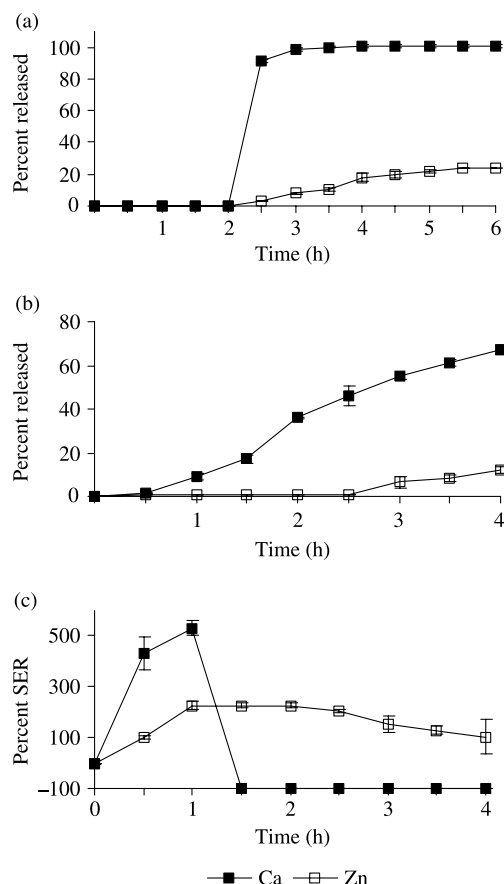 (a)
Percent released
100
80
60
40
20
0
1 2 3 4 5 6
Time (h)
(b)
Percent released
80
60
40
20
0
1 2 3 4
Time (h)
(c)
Percent SER
500
300
100
−100
0 1 2 3 4
Time (h)
Ca Zn